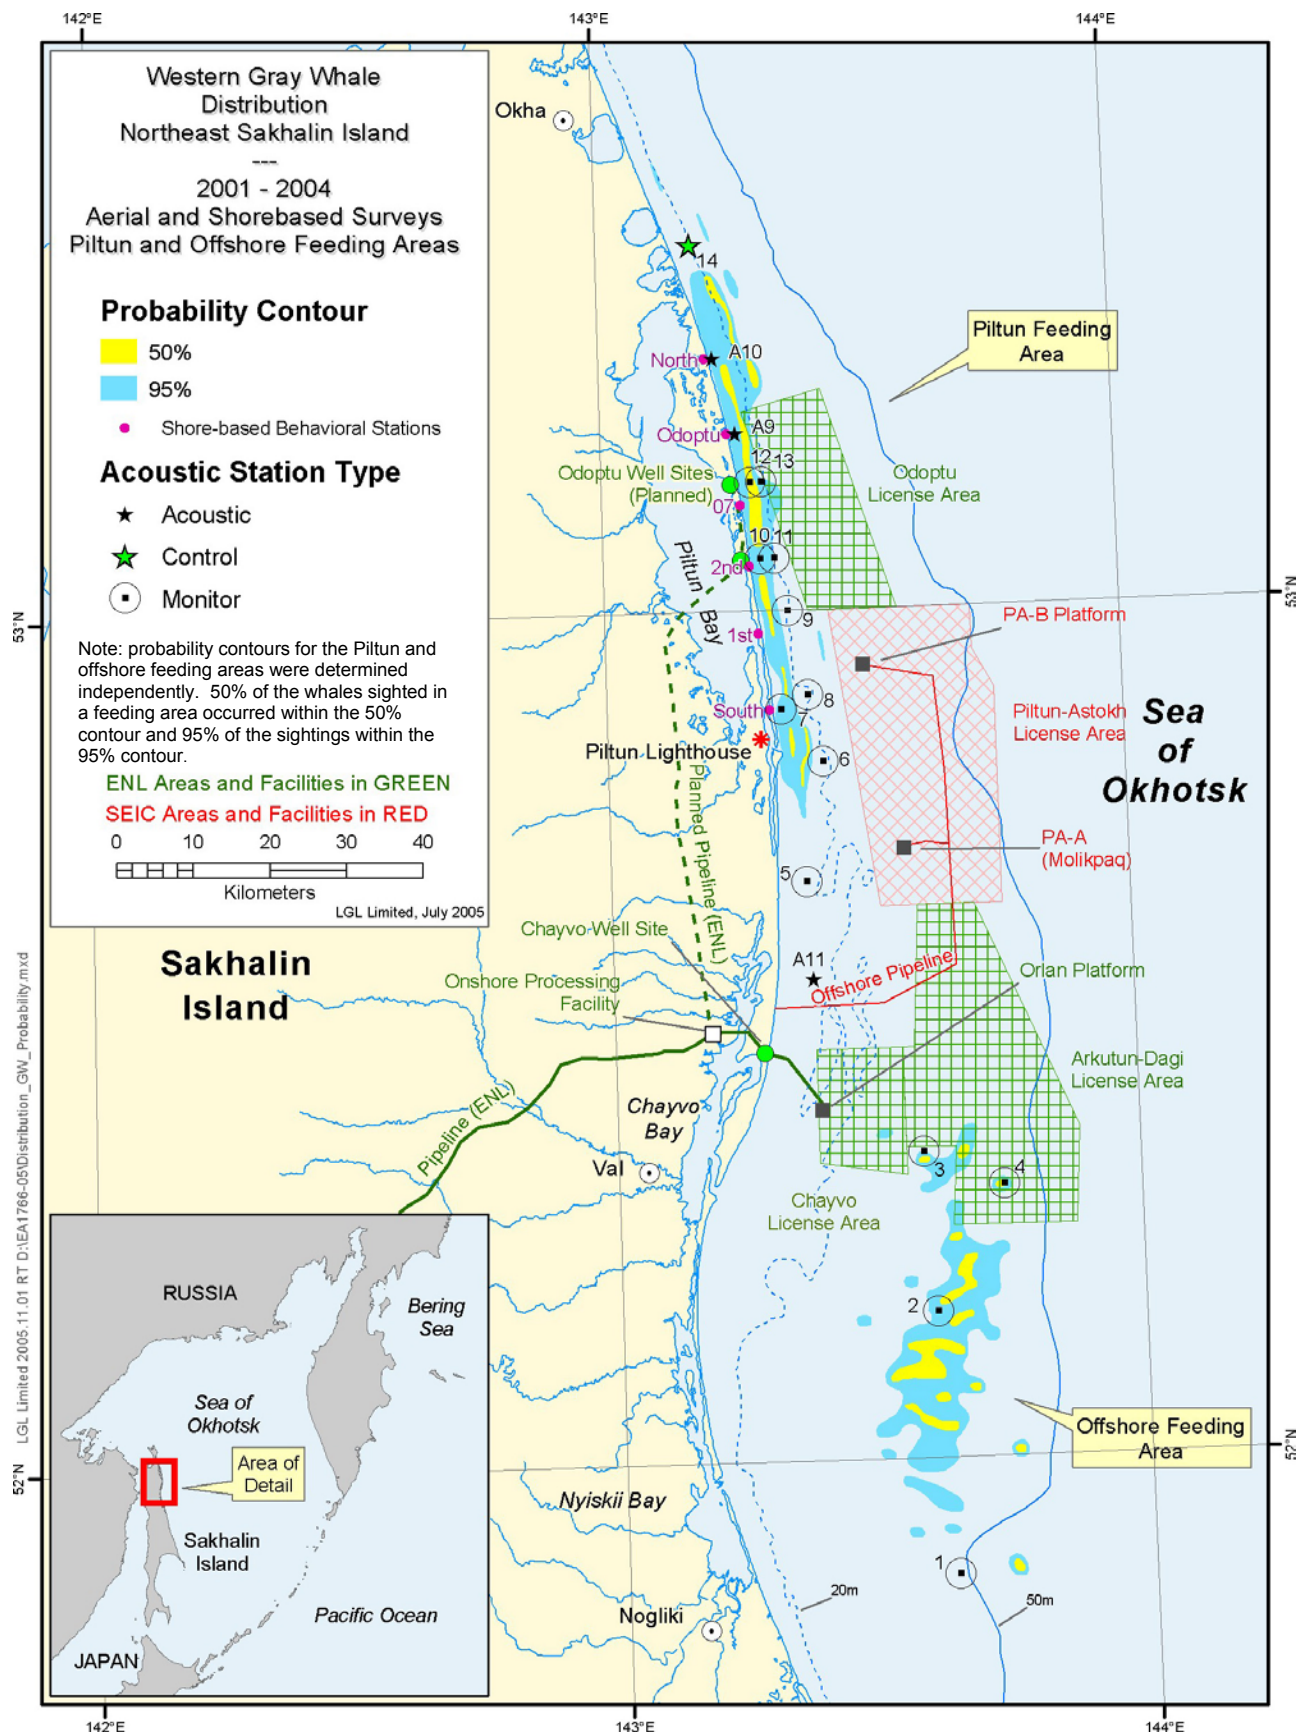 142°E
143°E
144°E
Western Gray Whale
Distribution
Northeast Sakhalin Island
---
2001 - 2004
Aerial and Shorebased Surveys
Piltun and Offshore Feeding Areas
Probability Contour
50%
95%
Shore-based Behavioral Stations
Acoustic Station Type
Acoustic
Control
Monitor
Note: probability contours for the Piltun and
offshore feeding areas were determined
independently. 50% of the whales sighted in
a feeding area occurred within the 50%
contour and 95% of the sightings within the
95% contour.
ENL Areas and Facilities in GREEN
SEIC Areas and Facilities in RED
0 10 20 30 40
Kilometers
LGL Limited, July 2005
Okha
14
Piltun Feeding
Area
North
A10
Odoptu
A9
12
13
Odoptu Well Sites
(Planned)
Odoptu
License Area
07
10
11
2nd
Piltun
Bay
9
1st
53°N
53°N
PA-B Platform
8
South
7
Piltun-Astokh
License Area
Sea
of
Okhotsk
Piltun Lighthouse
6
Planned Pipeline (ENL)
PA-A
(Molikpaq)
5
Chayvo Well Site
A11
Offshore Pipeline
Orlan Platform
Sakhalin
Island
Onshore Processing
Facility
Arkutun-Dagi
License Area
Pipeline (ENL)
Chayvo
Bay
Val
3
4
Chayvo
License Area
2
Offshore Feeding
Area
52°N
52°N
Nyiskii Bay
1
20m
50m
Nogliki
RUSSIA
Bering
Sea
Sea of
Okhotsk
Area of
Detail
Sakhalin
Island
Pacific Ocean
JAPAN
142°E
143°E
144°E
LGL Limited 2005.11.01 RT D:\EA1766-05\Distribution_GW_Probability.mxd